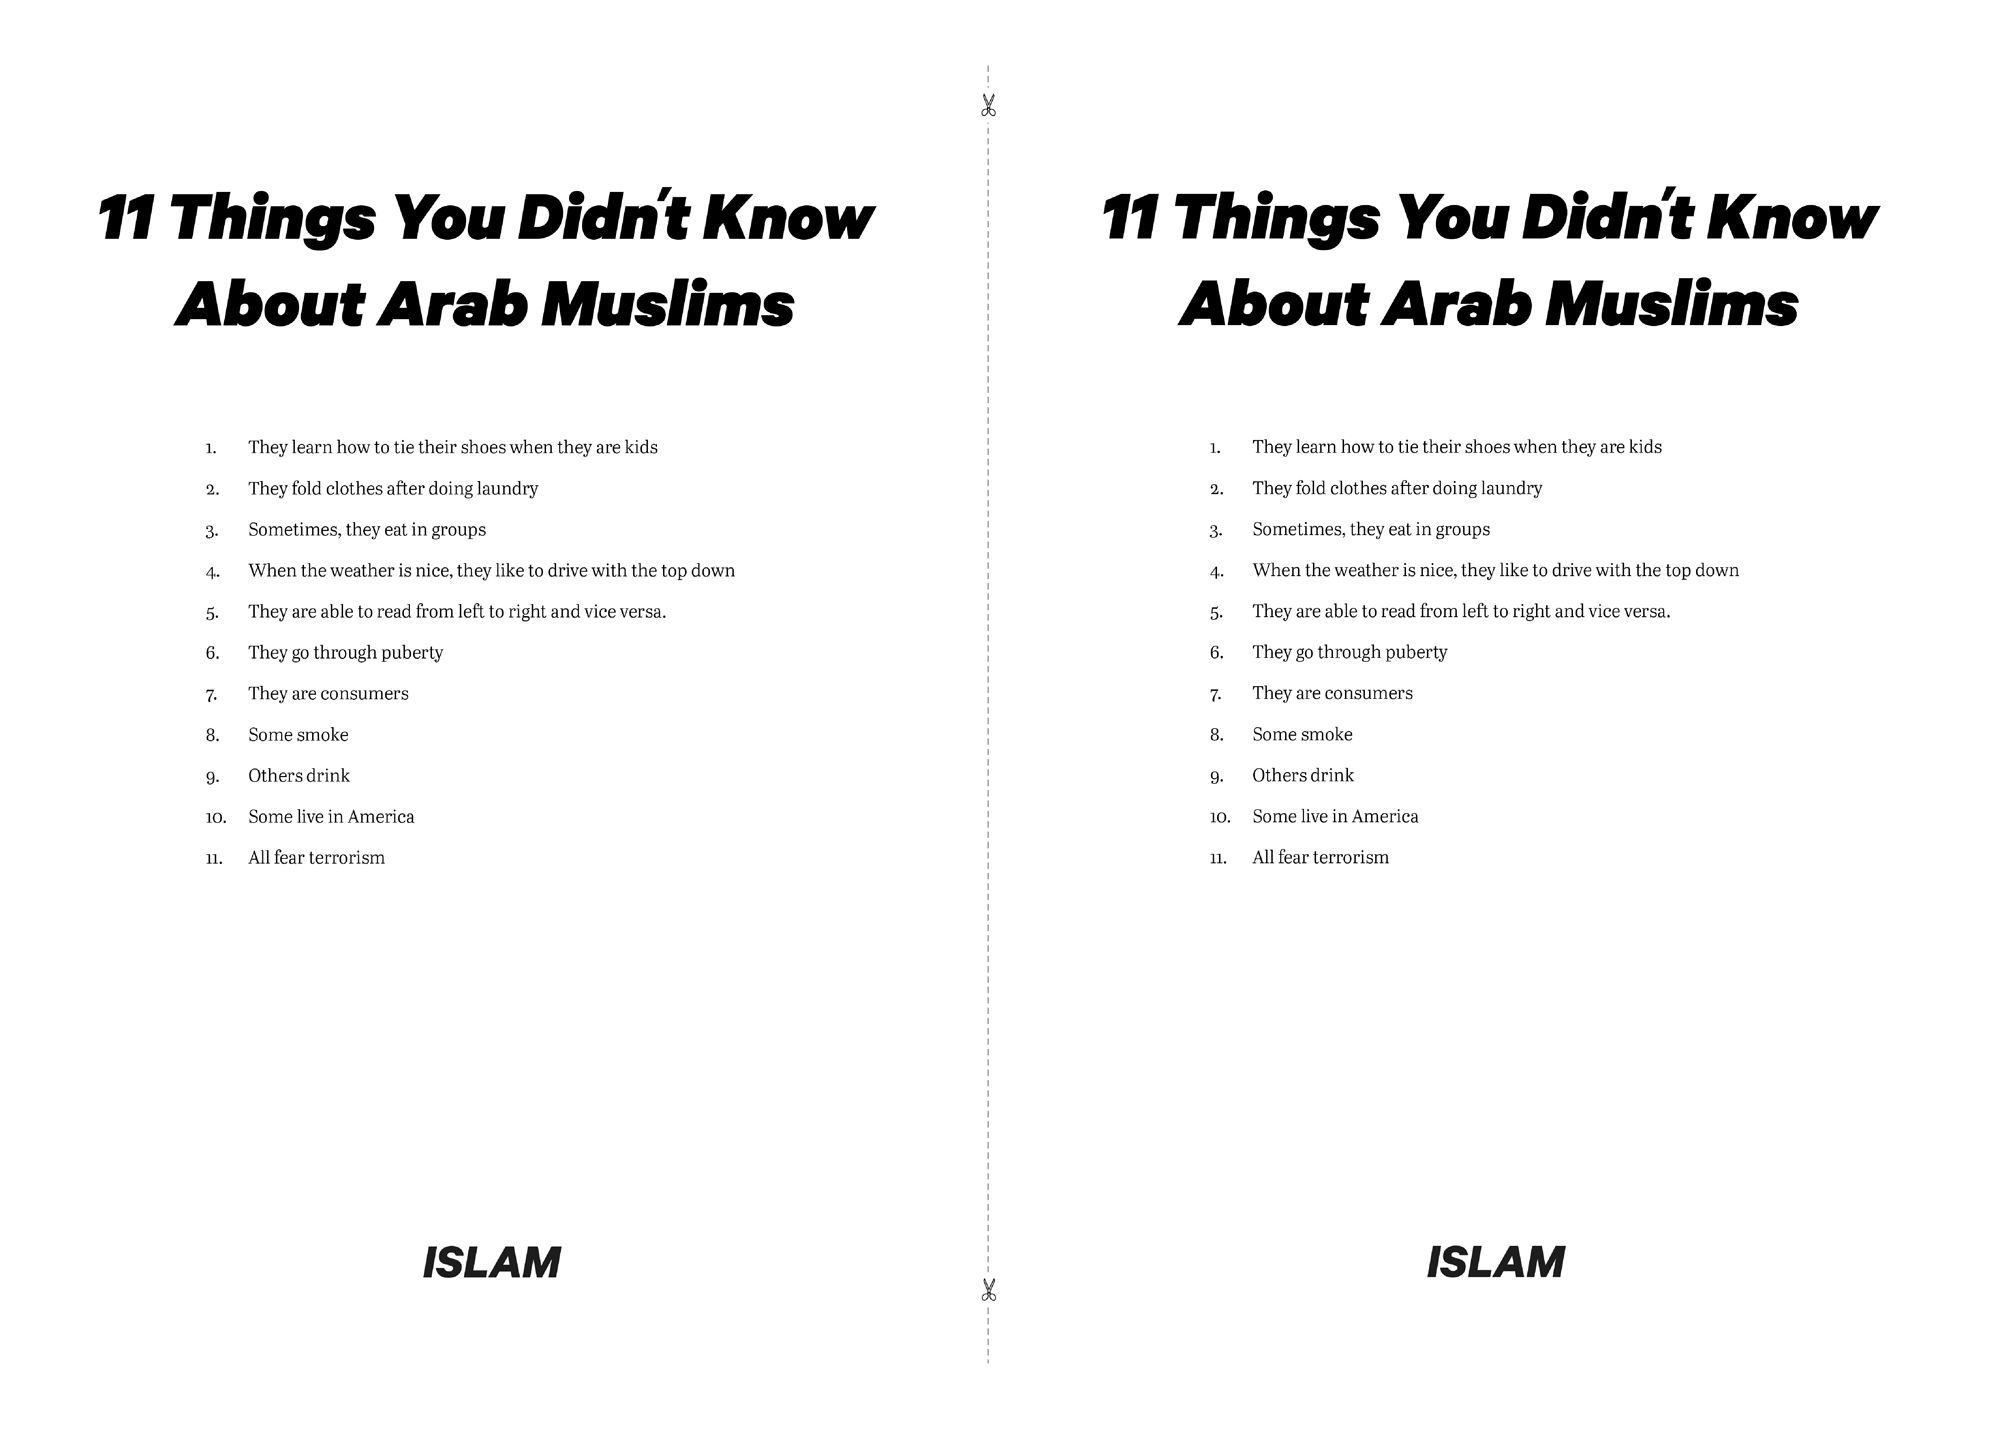 11 Things You Didn't Know
About Arab Muslims
1. They learn how to tie their shoes when they are kids
2. They fold clothes after doing laundry
3. Sometimes, they eat in groups
4. When the weather is nice, they like to drive with the top down
5. They are able to read from left to right and vice versa.
6. They go through puberty
7. They are consumers
8. Some smoke
9. Others drink
10. Some live in America
11. All fear terrorism
ISLAM
11 Things You Didn't Know
About Arab Muslims
1. They learn how to tie their shoes when they are kids
2. They fold clothes after doing laundry
3. Sometimes, they eat in groups
4. When the weather is nice, they like to drive with the top down
5. They are able to read from left to right and vice versa.
6. They go through puberty
7. They are consumers
8. Some smoke
9. Others drink
10. Some live in America
11. All fear terrorism
ISLAM